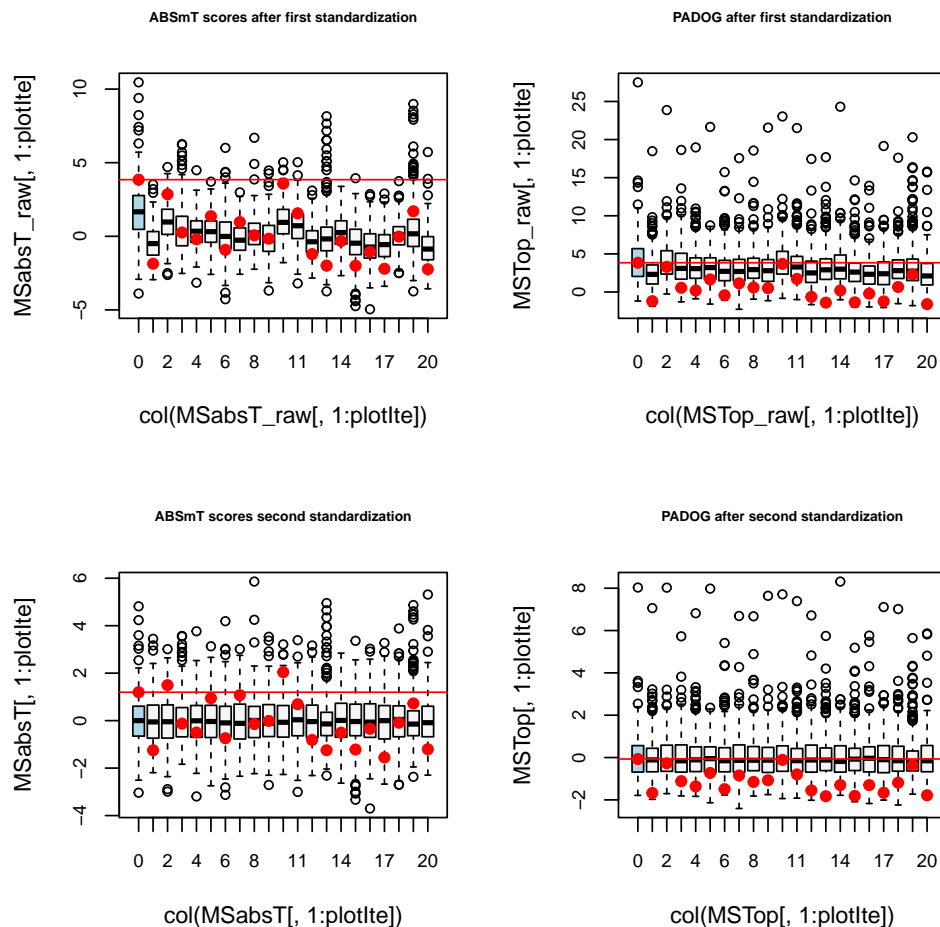 ABSmT scores after first standardization
MSabsT_raw[, 1:plotIte]
10
5
0
-5
0 2 4 6 8 11 14 17 20
col(MSabsT_raw[, 1:plotIte])
PADOG after first standardization
MSTop_raw[, 1:plotIte]
25
20
15
10
5
0
0 2 4 6 8 11 14 17 20
col(MSTop_raw[, 1:plotIte])
ABSmT scores second standardization
MSabsT[, 1:plotIte]
6
4
2
0
-2
-4
0 2 4 6 8 11 14 17 20
col(MSabsT[, 1:plotIte])
PADOG after second standardization
MSTop[, 1:plotIte]
8
6
4
2
0
-2
0 2 4 6 8 11 14 17 20
col(MSTop[, 1:plotIte])